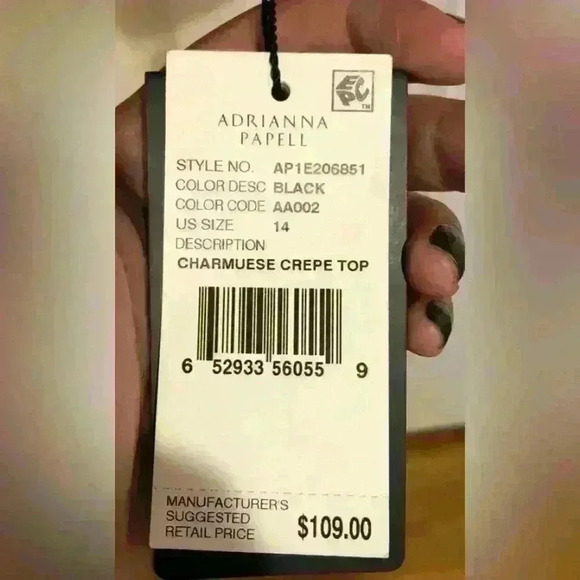 EPC™
ADRIANNA
PAPELL
STYLE NO. AP1E206851
COLOR DESC BLACK
COLOR CODE AA002
US SIZE 14
DESCRIPTION
CHARMUESE CREPE TOP
6 52933 56055 9
MANUFACTURER'S
SUGGESTED
RETAIL PRICE $109.00